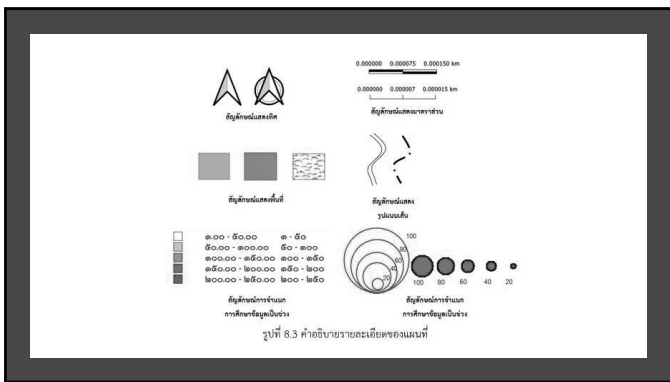 0.000000 0.000075 0.000150 km
0.000000 0.000007 0.000015 km
สัญลักษณ์แสดงทิศ
สัญลักษณ์แสดงมาตราส่วน
สัญลักษณ์แสดงพื้นที่
สัญลักษณ์แสดง
รูปแบบเส้น
๑.๐๐ - ๕๐.๐๐ ๑ - ๕๐
๕๐.๐๐ - ๑๐๐.๐๐ ๕๐ - ๑๐๐
๑๐๐.๐๐ - ๑๕๐.๐๐ ๑๐๐ - ๑๕๐
๑๕๐.๐๐ - ๒๐๐.๐๐ ๑๕๐ - ๒๐๐
๒๐๐.๐๐ - ๒๕๐.๐๐ ๒๐๐ - ๒๕๐
สัญลักษณ์การจำแนก
การศึกษาข้อมูลเป็นช่วง
100
80
60
40
20
100 80 60 40 20
สัญลักษณ์การจำแนก
การศึกษาข้อมูลเป็นช่วง
รูปที่ 8.3 คำอธิบายรายละเอียดของแผนที่